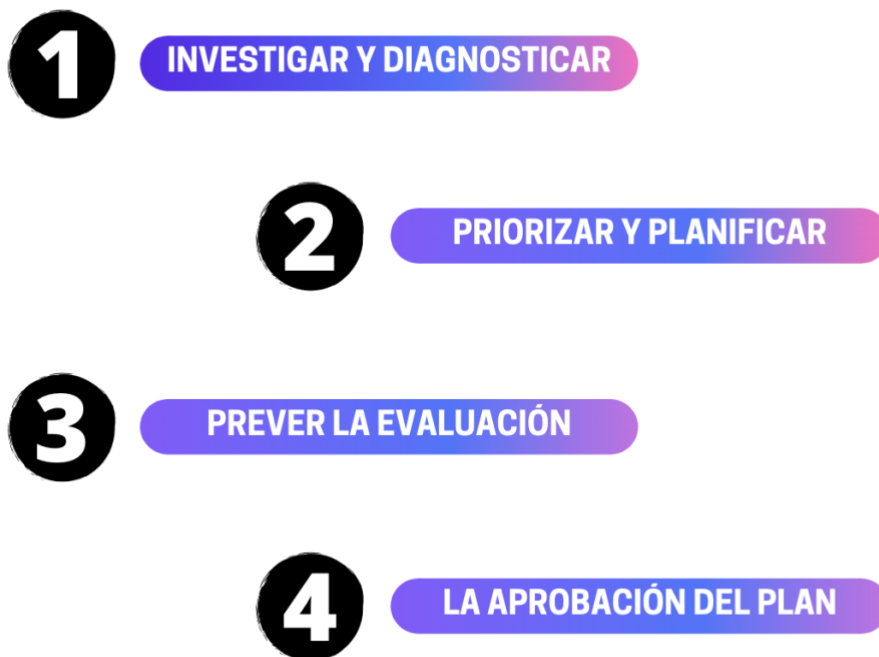 1 INVESTIGAR Y DIAGNOSTICAR
2 PRIORIZAR Y PLANIFICAR
3 PREVER LA EVALUACIÓN
4 LA APROBACIÓN DEL PLAN